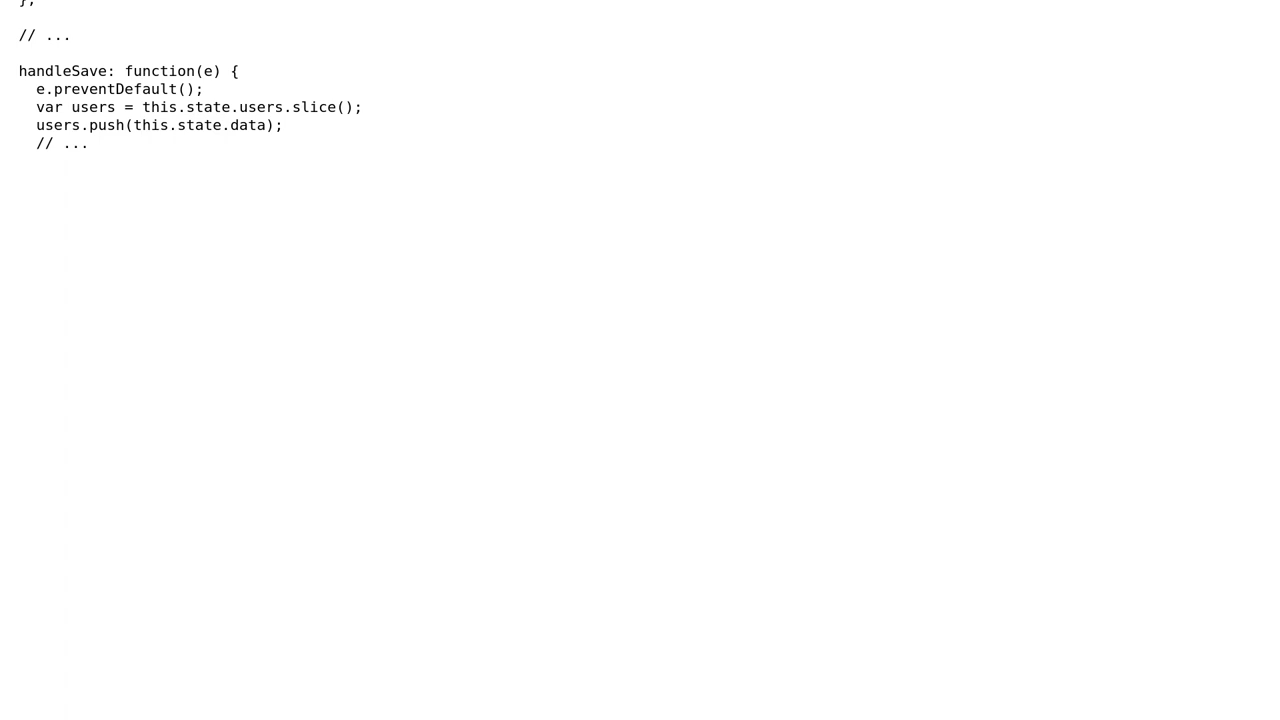 };
// ...
handleSave: function(e) {
  e.preventDefault();
  var users = this.state.users.slice();
  users.push(this.state.data);
  // ...